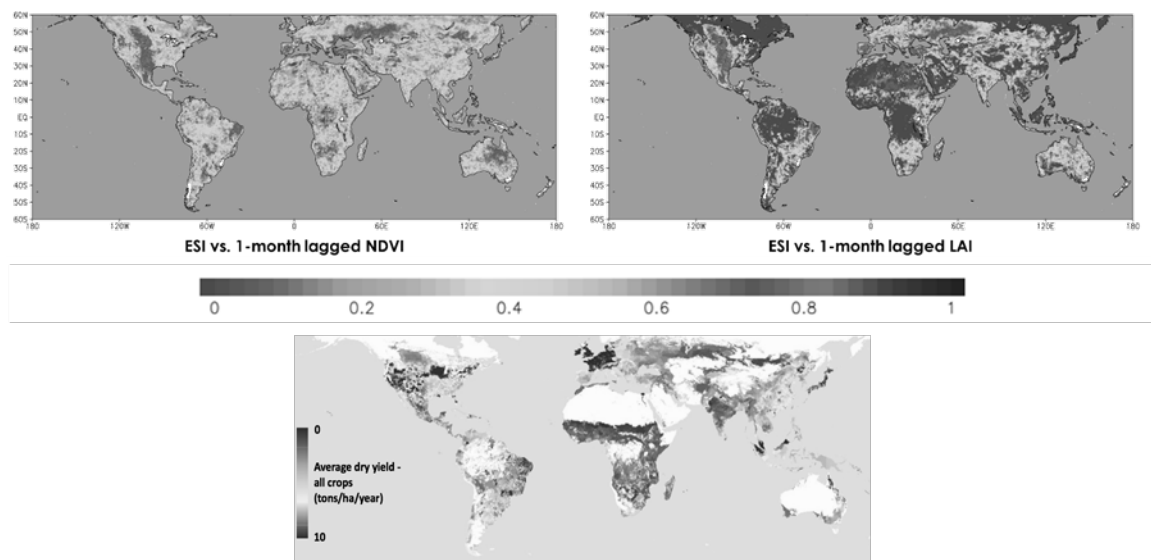 60N
50N
40N
30N
20N
10N
EQ
10S
20S
30S
40S
50S
60S
180 120W 60W 0 60E 120E 180
ESI vs. 1-month lagged NDVI
60N
50N
40N
30N
20N
10N
EQ
10S
20S
30S
40S
50S
60S
180 120W 60W 0 60E 120E 180
ESI vs. 1-month lagged LAI
0 0.2 0.4 0.6 0.8 1
0
Average dry yield -
all crops
(tons/ha/year)
10